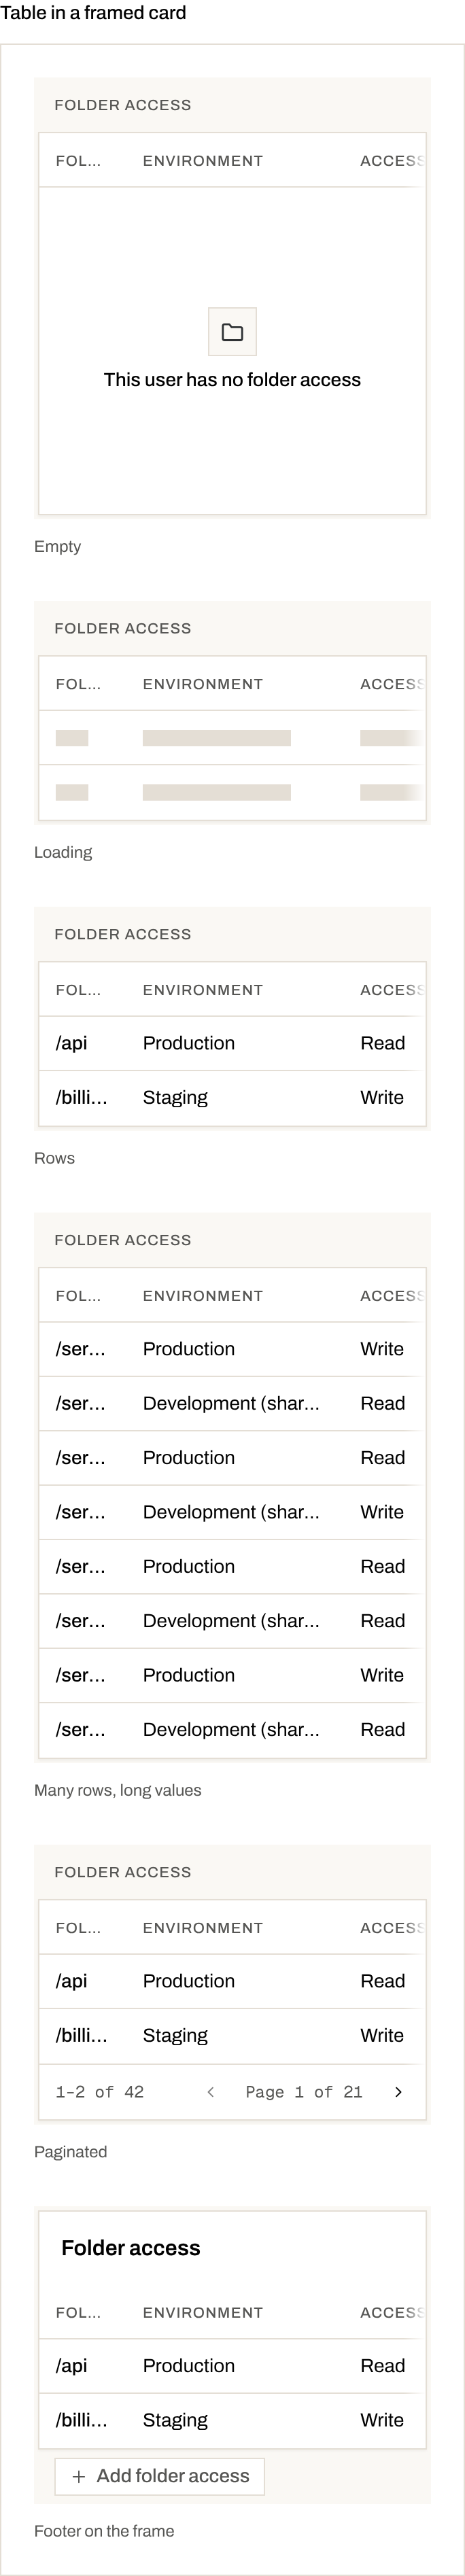 Table in a framed card
FOLDER ACCESS
FOL... ENVIRONMENT ACCESS
This user has no folder access
Empty
FOLDER ACCESS
FOL... ENVIRONMENT ACCESS
Loading
FOLDER ACCESS
FOL... ENVIRONMENT ACCESS
/api Production Read
/billi... Staging Write
Rows
FOLDER ACCESS
FOL... ENVIRONMENT ACCESS
/ser... Production Write
/ser... Development (shar... Read
/ser... Production Read
/ser... Development (shar... Write
/ser... Production Read
/ser... Development (shar... Read
/ser... Production Write
/ser... Development (shar... Read
Many rows, long values
FOLDER ACCESS
FOL... ENVIRONMENT ACCESS
/api Production Read
/billi... Staging Write
1–2 of 42 Page 1 of 21
Paginated
Folder access
FOL... ENVIRONMENT ACCESS
/api Production Read
/billi... Staging Write
Add folder access
Footer on the frame